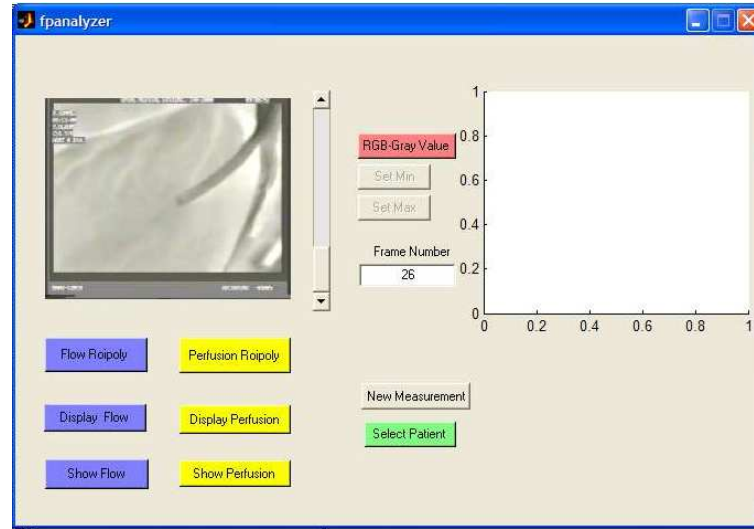 fpanalyzer
RGB-Gray Value
Set Min
Set Max
Frame Number
26
1
0.8
0.6
0.4
0.2
0
0 0.2 0.4 0.6 0.8 1
Flow Roipoly Perfusion Roipoly
New Measurement
Display Flow Display Perfusion
Select Patient
Show Flow Show Perfusion